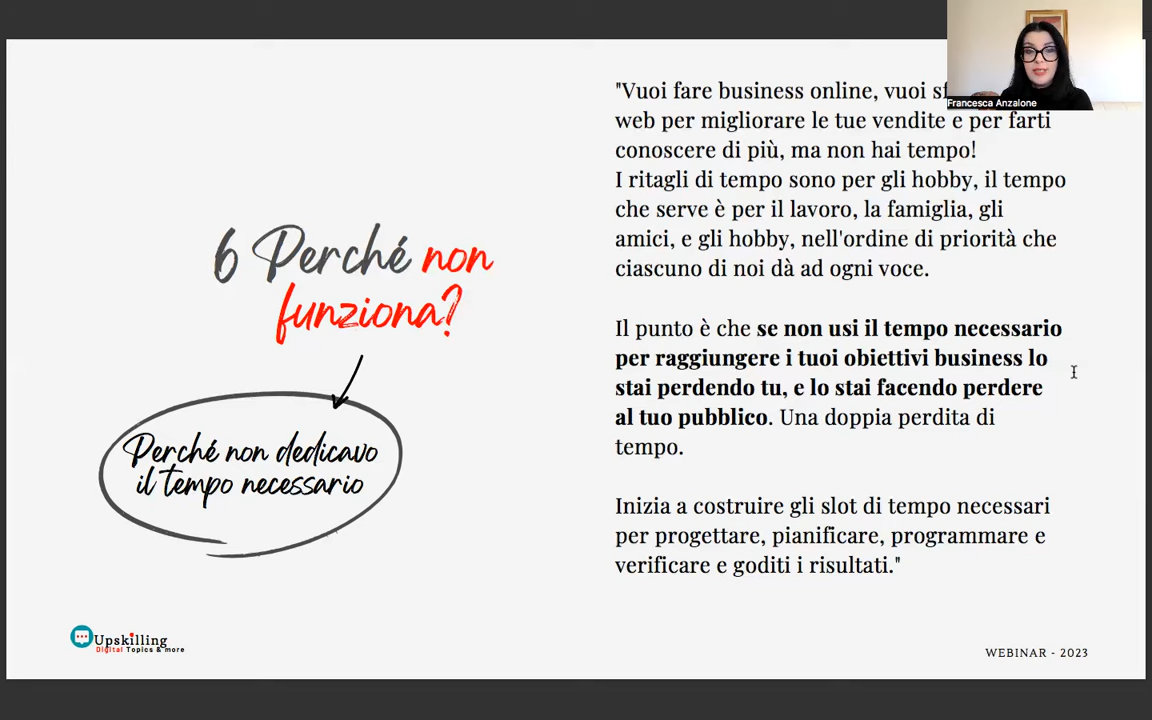 6 Perché non
funziona?
Perché non dedicavo
il tempo necessario
"Vuoi fare business online, vuoi
web per migliorare le tue vendite e per farti
conoscere di più, ma non hai tempo!
I ritagli di tempo sono per gli hobby, il tempo
che serve è per il lavoro, la famiglia, gli
amici, e gli hobby, nell'ordine di priorità che
ciascuno di noi dà ad ogni voce.
Il punto è che se non usi il tempo necessario
per raggiungere i tuoi obiettivi business lo
stai perdendo tu, e lo stai facendo perdere
al tuo pubblico. Una doppia perdita di
tempo.
Inizia a costruire gli slot di tempo necessari
per progettare, pianificare, programmare e
verificare e goditi i risultati."
Francesca Anzalone
Upskilling
Digital Topics & more
WEBINAR - 2023